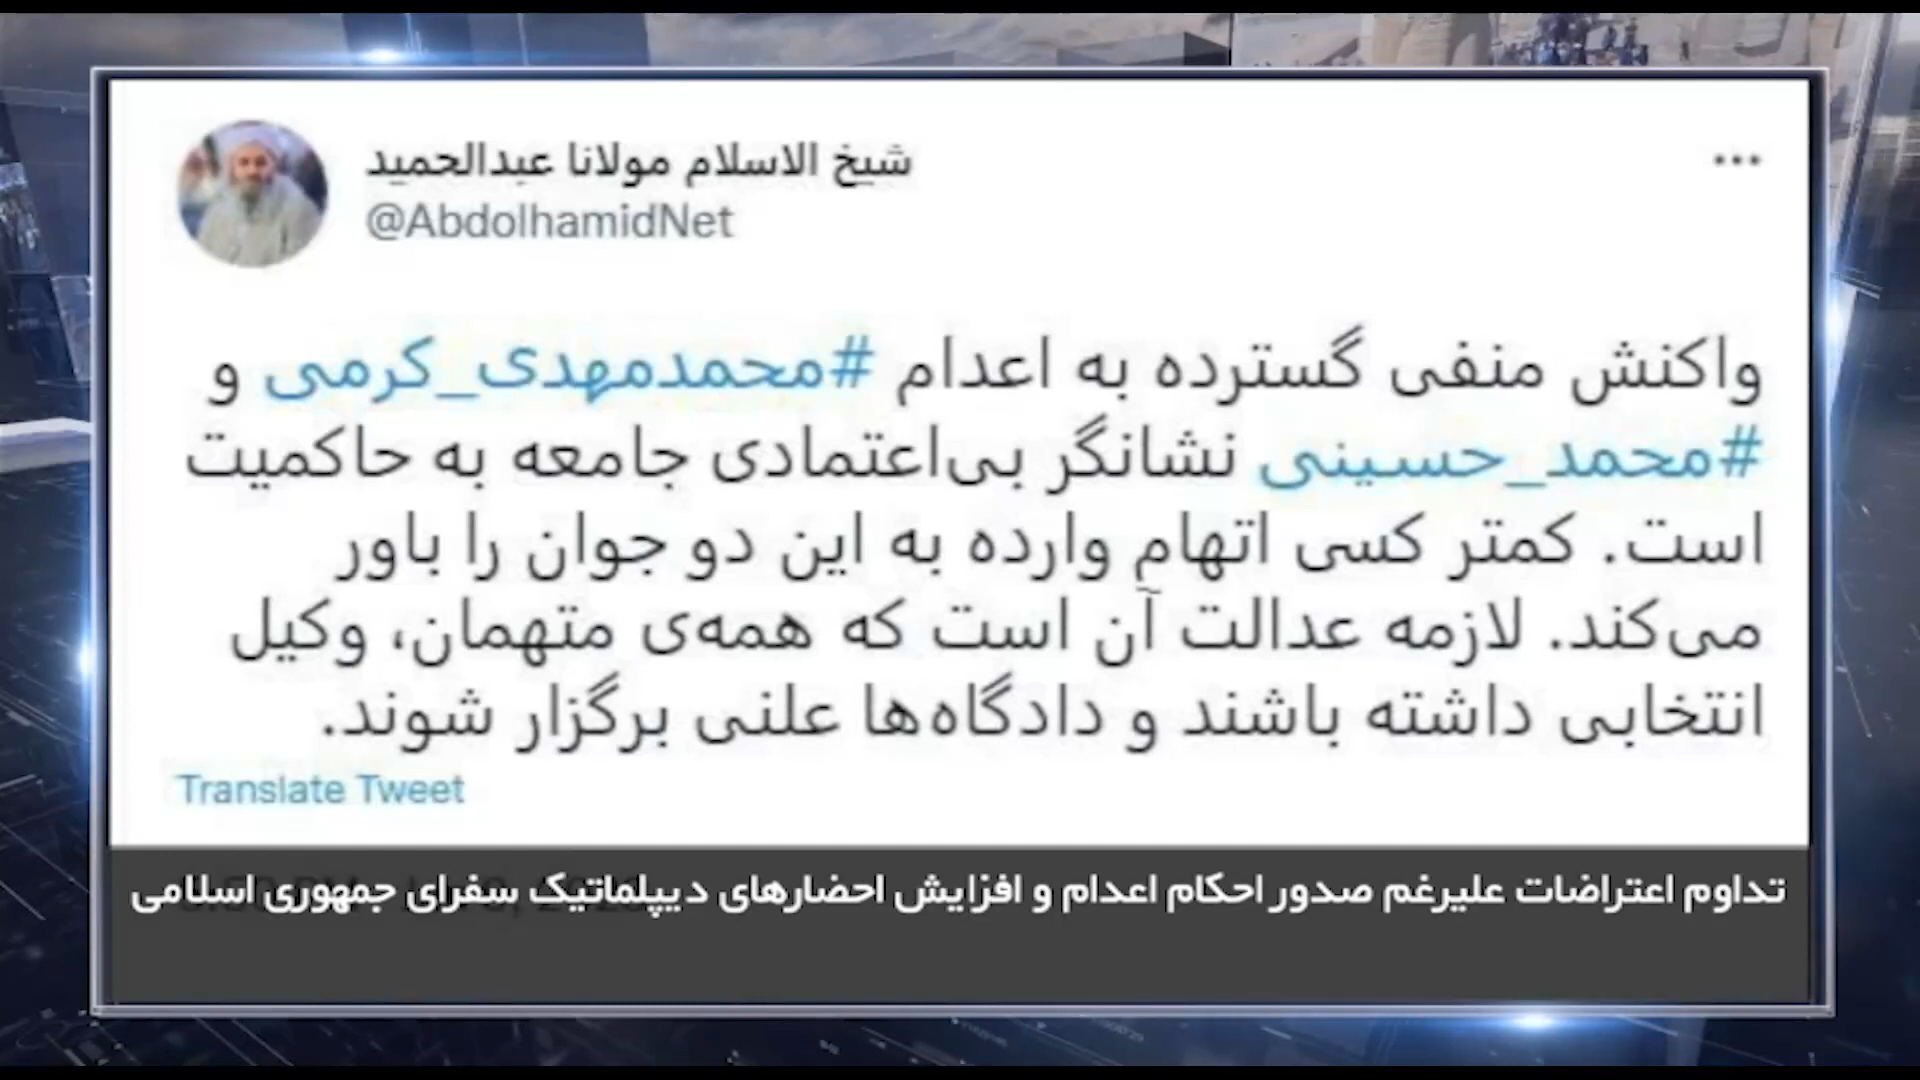 شیخ الاسلام مولانا عبدالحمید
@AbdolhamidNet
واکنش منفی گسترده به اعدام #محمدمهدی_کرمی و
#محمد_حسینی نشانگر بی‌اعتمادی جامعه به حاکمیت
است. کمتر کسی اتهام وارده به این دو جوان را باور
می‌کند. لازمه عدالت آن است که همه‌ی متهمان، وکیل
انتخابی داشته باشند و دادگاه‌ها علنی برگزار شوند.
Translate Tweet
تداوم اعتراضات علیرغم صدور احکام اعدام و افزایش احضارهای دیپلماتیک سفرای جمهوری اسلامی